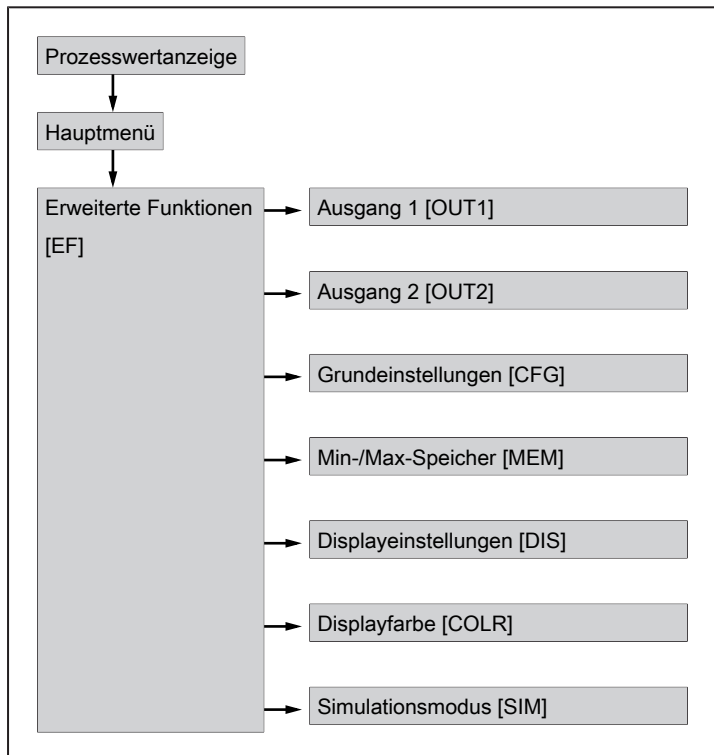 Prozesswertanzeige
Hauptmenü
Erweiterte Funktionen
[EF]
Ausgang 1 [OUT1]
Ausgang 2 [OUT2]
Grundeinstellungen [CFG]
Min-/Max-Speicher [MEM]
Displayeinstellungen [DIS]
Displayfarbe [COLR]
Simulationsmodus [SIM]